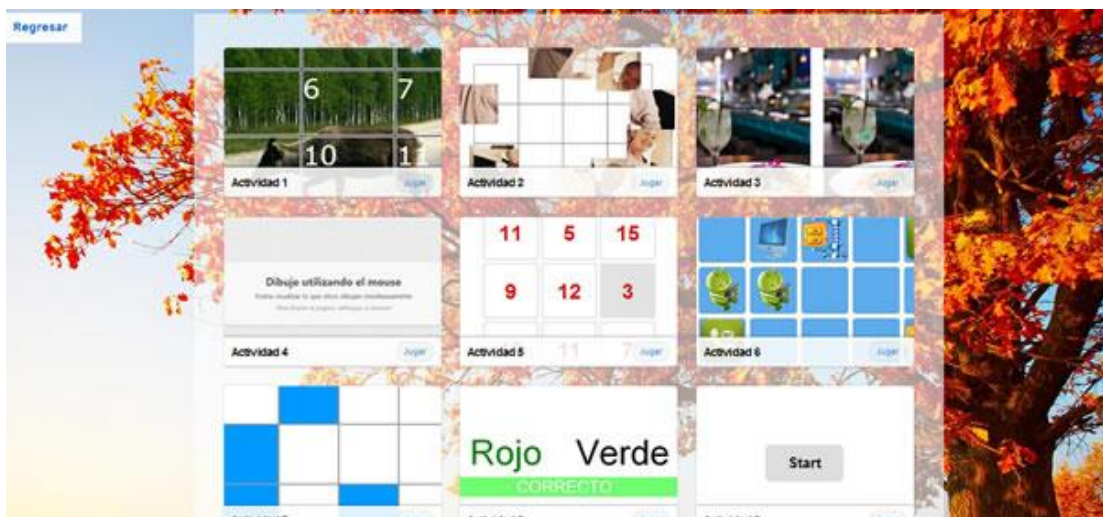 Regresar
6 7
10 11
Actividad 1 Jugar
Actividad 2 Jugar
Actividad 3 Jugar
Dibuje utilizando el mouse
Actividad 4 Jugar
11 5 15
9 12 3
11 7
Actividad 5 Jugar
Actividad 6 Jugar
Rojo Verde
CORRECTO
Start